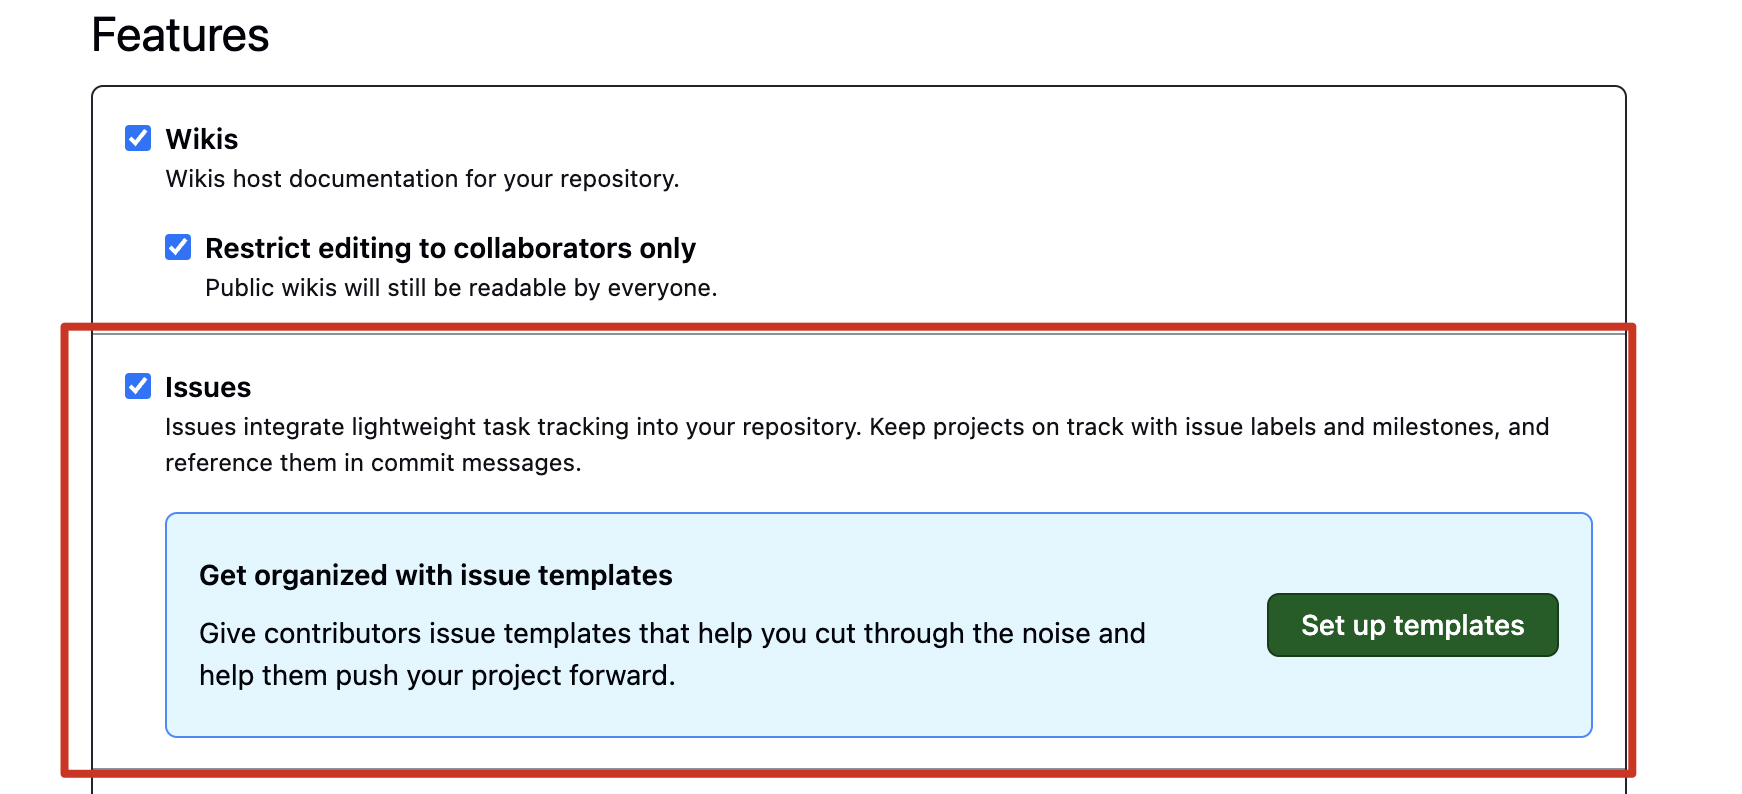 Features
Wikis
Wikis host documentation for your repository.
Restrict editing to collaborators only
Public wikis will still be readable by everyone.
Issues
Issues integrate lightweight task tracking into your repository. Keep projects on track with issue labels and milestones, and
reference them in commit messages.
Get organized with issue templates
Give contributors issue templates that help you cut through the noise and
help them push your project forward.
Set up templates